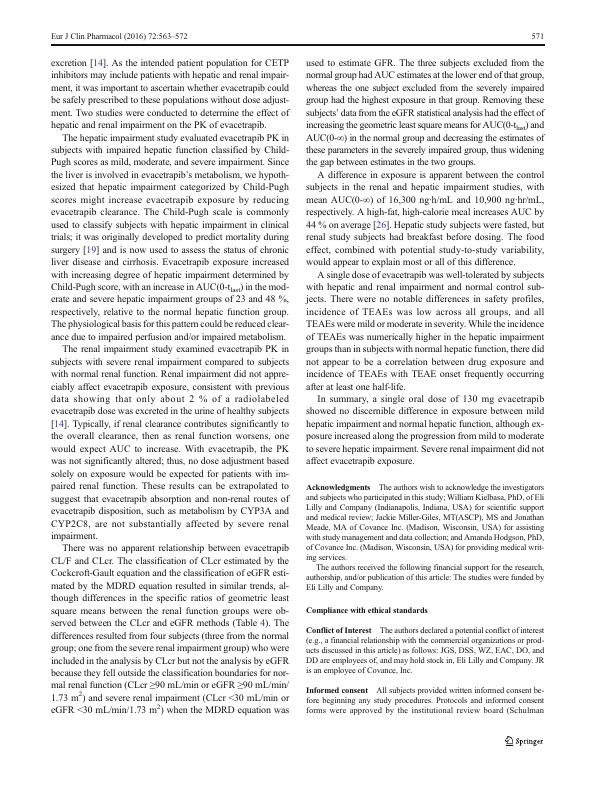 Eur J Clin Pharmacol (2016) 72:563–572
571
excretion [14]. As the intended patient population for CETP
inhibitors may include patients with hepatic and renal impair-
ment, it was important to ascertain whether evacetrapib could
be safely prescribed to these populations without dose adjust-
ment. Two studies were conducted to determine the effect of
hepatic and renal impairment on the PK of evacetrapib.
The hepatic impairment study evaluated evacetrapib PK in
subjects with impaired hepatic function classified by Child-
Pugh scores as mild, moderate, and severe impairment. Since
the liver is involved in evacetrapib's metabolism, we hypoth-
esized that hepatic impairment categorized by Child-Pugh
scores might increase evacetrapib exposure by reducing
evacetrapib clearance. The Child-Pugh scale is commonly
used to classify subjects with hepatic impairment in clinical
trials; it was originally developed to predict mortality during
surgery [19] and is now used to assess the status of chronic
liver disease and cirrhosis. Evacetrapib exposure increased
with increasing degree of hepatic impairment determined by
Child-Pugh score, with an increase in AUC(0-tlast) in the mod-
erate and severe hepatic impairment groups of 23 and 48 %,
respectively, relative to the normal hepatic function group.
The physiological basis for this pattern could be reduced clear-
ance due to impaired perfusion and/or impaired metabolism.
The renal impairment study examined evacetrapib PK in
subjects with severe renal impairment compared to subjects
with normal renal function. Renal impairment did not appre-
ciably affect evacetrapib exposure, consistent with previous
data showing that only about 2 % of a radiolabeled
evacetrapib dose was excreted in the urine of healthy subjects
[14]. Typically, if renal clearance contributes significantly to
the overall clearance, then as renal function worsens, one
would expect AUC to increase. With evacetrapib, the PK
was not significantly altered; thus, no dose adjustment based
solely on exposure would be expected for patients with im-
paired renal function. These results can be extrapolated to
suggest that evacetrapib absorption and non-renal routes of
evacetrapib disposition, such as metabolism by CYP3A and
CYP2C8, are not substantially affected by severe renal
impairment.
There was no apparent relationship between evacetrapib
CL/F and CLcr. The classification of CLcr estimated by the
Cockcroft-Gault equation and the classification of eGFR esti-
mated by the MDRD equation resulted in similar trends, al-
though differences in the specific ratios of geometric least
square means between the renal function groups were ob-
served between the CLcr and eGFR methods (Table 4). The
differences resulted from four subjects (three from the normal
group; one from the severe renal impairment group) who were
included in the analysis by CLcr but not the analysis by eGFR
because they fell outside the classification boundaries for nor-
mal renal function (CLcr ≥90 mL/min or eGFR ≥90 mL/min/
1.73 m²) and severe renal impairment (CLcr <30 mL/min or
eGFR <30 mL/min/1.73 m²) when the MDRD equation was
used to estimate GFR. The three subjects excluded from the
normal group had AUC estimates at the lower end of that group,
whereas the one subject excluded from the severely impaired
group had the highest exposure in that group. Removing these
subjects' data from the eGFR statistical analysis had the effect of
increasing the geometric least square means for AUC(0-tlast) and
AUC(0-∞) in the normal group and decreasing the estimates of
these parameters in the severely impaired group, thus widening
the gap between estimates in the two groups.
A difference in exposure is apparent between the control
subjects in the renal and hepatic impairment studies, with
mean AUC(0-∞) of 16,300 ng·h/mL and 10,900 ng·hr/mL,
respectively. A high-fat, high-calorie meal increases AUC by
44 % on average [26]. Hepatic study subjects were fasted, but
renal study subjects had breakfast before dosing. The food
effect, combined with potential study-to-study variability,
would appear to explain most or all of this difference.
A single dose of evacetrapib was well-tolerated by subjects
with hepatic and renal impairment and normal control sub-
jects. There were no notable differences in safety profiles,
incidence of TEAEs was low across all groups, and all
TEAEs were mild or moderate in severity. While the incidence
of TEAEs was numerically higher in the hepatic impairment
groups than in subjects with normal hepatic function, there did
not appear to be a correlation between drug exposure and
incidence of TEAEs with TEAE onset frequently occurring
after at least one half-life.
In summary, a single oral dose of 130 mg evacetrapib
showed no discernible difference in exposure between mild
hepatic impairment and normal hepatic function, although ex-
posure increased along the progression from mild to moderate
to severe hepatic impairment. Severe renal impairment did not
affect evacetrapib exposure.
Acknowledgments The authors wish to acknowledge the investigators
and subjects who participated in this study; William Kielbasa, PhD, of Eli
Lilly and Company (Indianapolis, Indiana, USA) for scientific support
and medical review; Jackie Miller-Giles, MT(ASCP), MS and Jonathan
Meade, MA of Covance Inc. (Madison, Wisconsin, USA) for assisting
with study management and data collection; and Amanda Hodgson, PhD,
of Covance Inc. (Madison, Wisconsin, USA) for providing medical writ-
ing services.
The authors received the following financial support for the research,
authorship, and/or publication of this article: The studies were funded by
Eli Lilly and Company.
Compliance with ethical standards
Conflict of Interest The authors declared a potential conflict of interest
(e.g., a financial relationship with the commercial organizations or prod-
ucts discussed in this article) as follows: JGS, DSS, WZ, EAC, DO, and
DD are employees of, and may hold stock in, Eli Lilly and Company. JR
is an employee of Covance, Inc.
Informed consent All subjects provided written informed consent be-
fore beginning any study procedures. Protocols and informed consent
forms were approved by the institutional review board (Schulman
Springer